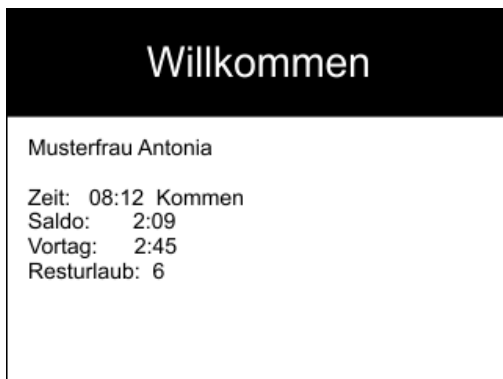 Willkommen
Musterfrau Antonia
Zeit: 08:12 Kommen
Saldo: 2:09
Vortag: 2:45
Resturlaub: 6